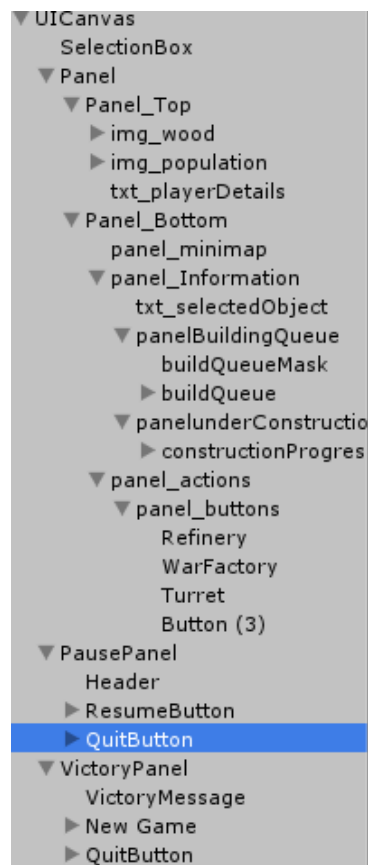 UICanvas
SelectionBox
Panel
Panel_Top
img_wood
img_population
txt_playerDetails
Panel_Bottom
panel_minimap
panel_Information
txt_selectedObject
panelBuildingQueue
buildQueueMask
buildQueue
panelunderConstructio
constructionProgres
panel_actions
panel_buttons
Refinery
WarFactory
Turret
Button (3)
PausePanel
Header
ResumeButton
QuitButton
VictoryPanel
VictoryMessage
New Game
QuitButton